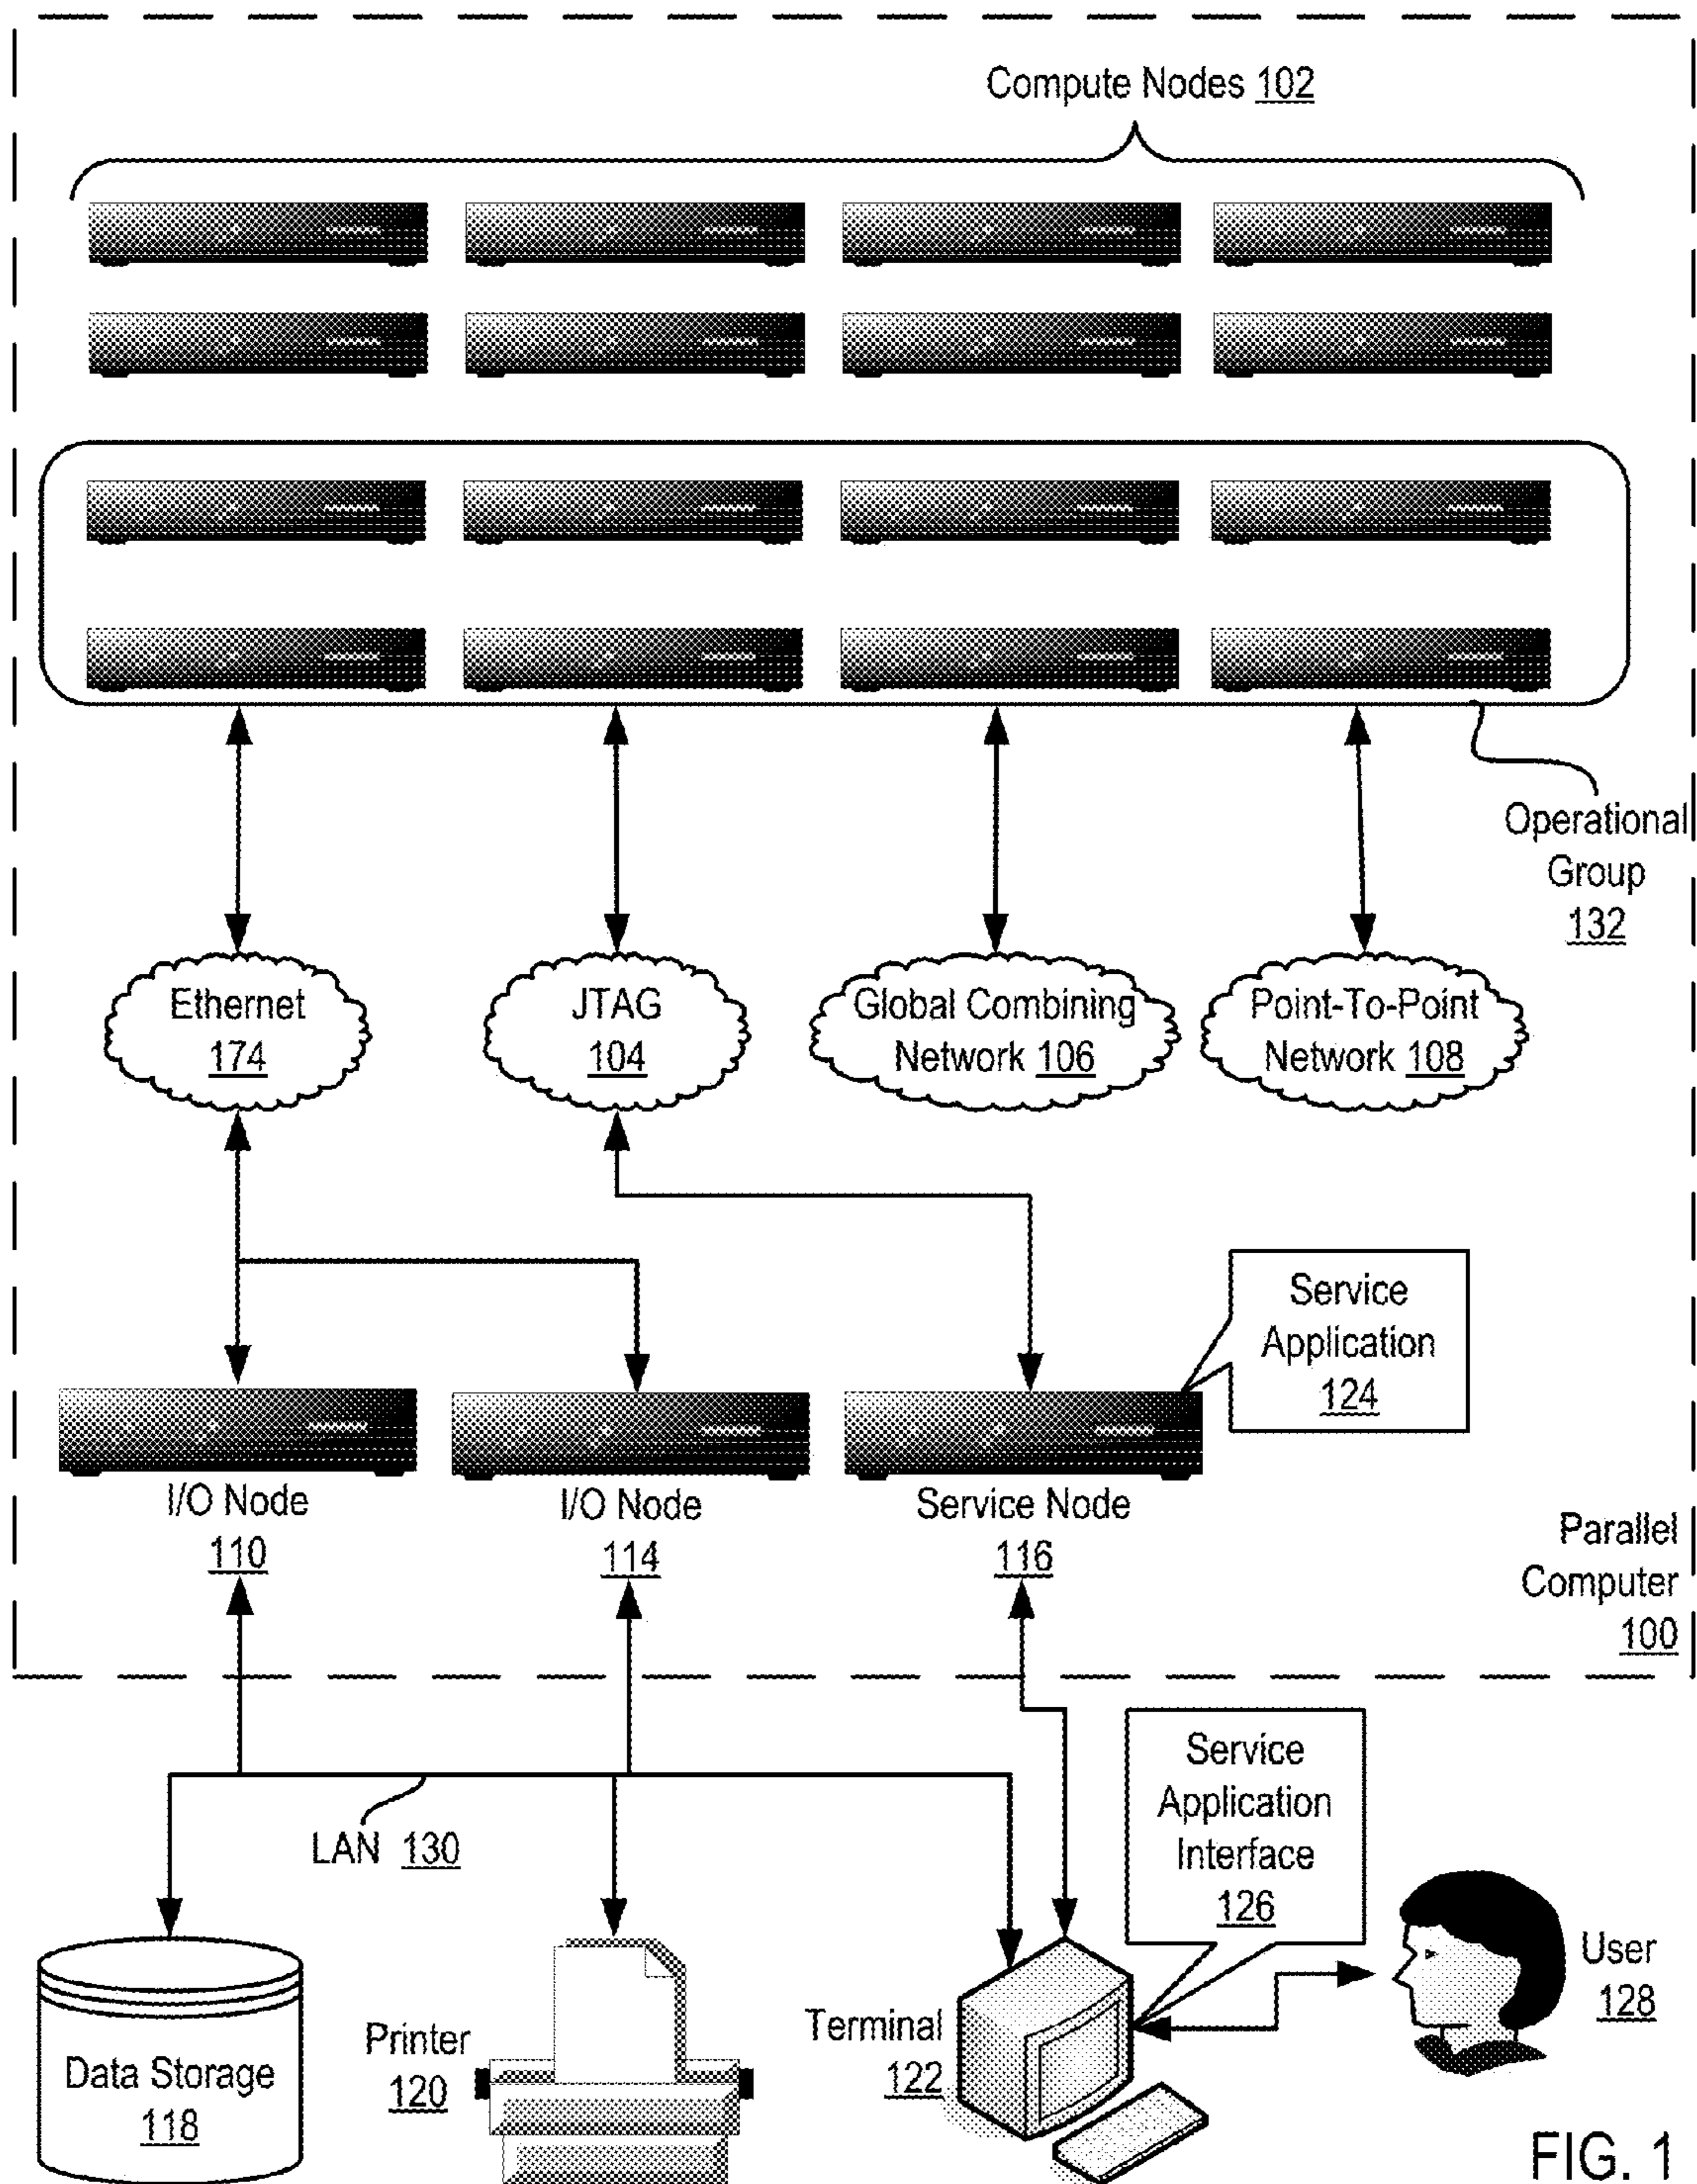 Compute Nodes 102
Operational
Group
132
Ethernet
174
JTAG
104
Global Combining
Network 106
Point-To-Point
Network 108
Service
Application
124
I/O Node
110
I/O Node
114
Service Node
116
Parallel
Computer
100
LAN 130
Service
Application
Interface
126
Data Storage
118
Printer
120
Terminal
122
User
128
FIG. 1